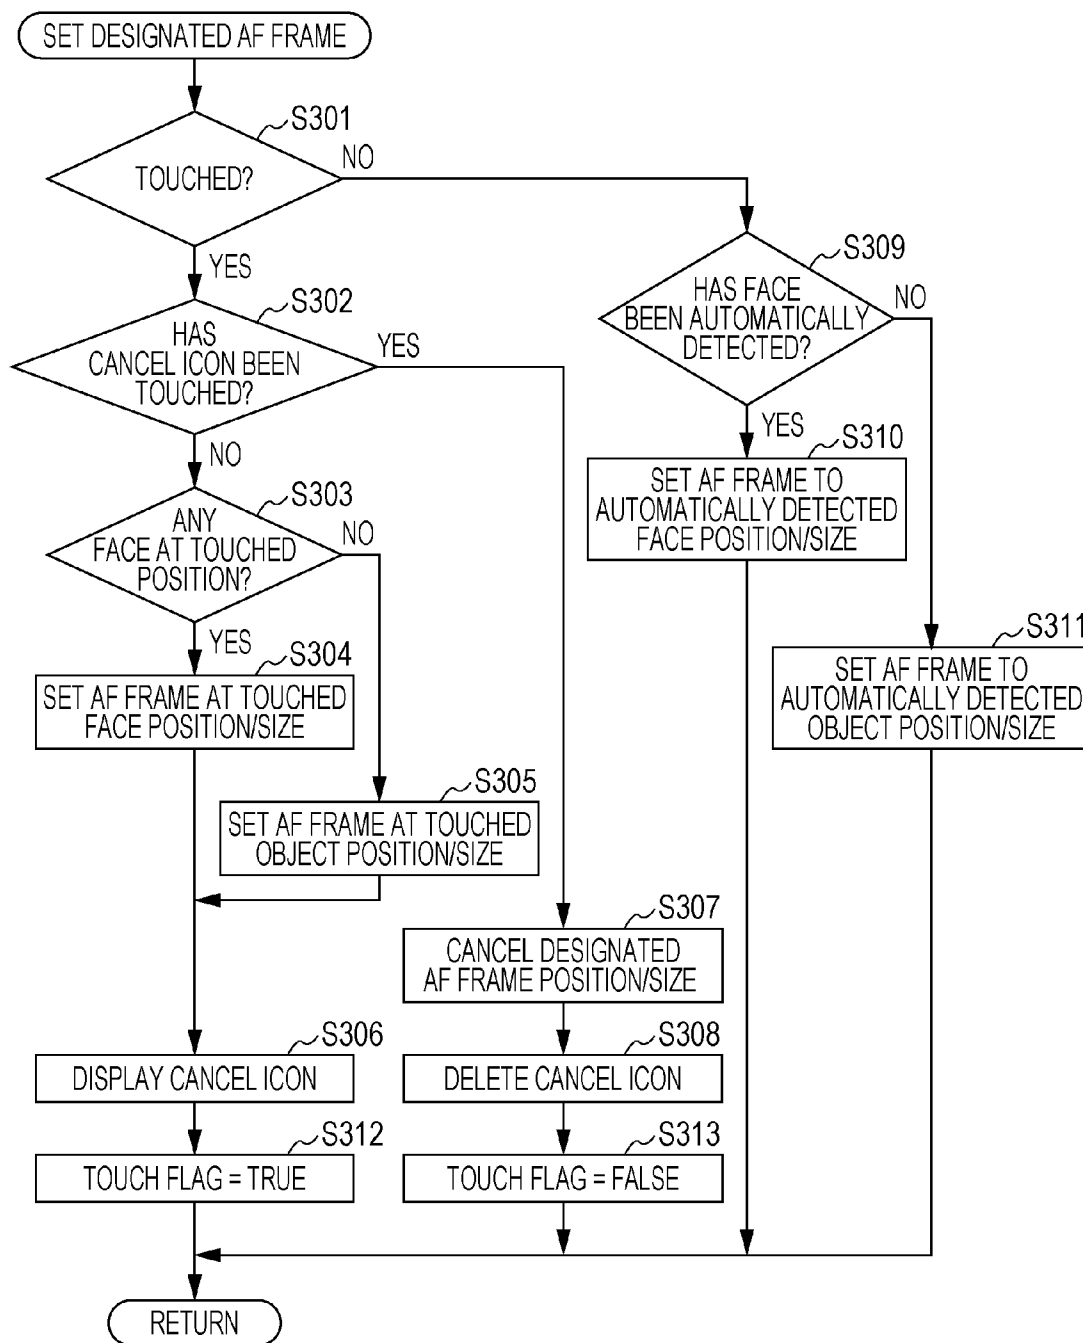 SET DESIGNATED AF FRAME
S301
TOUCHED?
NO
YES
S302
HAS
CANCEL ICON BEEN
TOUCHED?
YES
NO
S303
ANY
FACE AT TOUCHED
POSITION?
NO
YES
S304
SET AF FRAME AT TOUCHED
FACE POSITION/SIZE
S305
SET AF FRAME AT TOUCHED
OBJECT POSITION/SIZE
S306
DISPLAY CANCEL ICON
S312
TOUCH FLAG = TRUE
S307
CANCEL DESIGNATED
AF FRAME POSITION/SIZE
S308
DELETE CANCEL ICON
S313
TOUCH FLAG = FALSE
S309
HAS FACE
BEEN AUTOMATICALLY
DETECTED?
NO
YES
S310
SET AF FRAME TO
AUTOMATICALLY DETECTED
FACE POSITION/SIZE
S311
SET AF FRAME TO
AUTOMATICALLY DETECTED
OBJECT POSITION/SIZE
RETURN